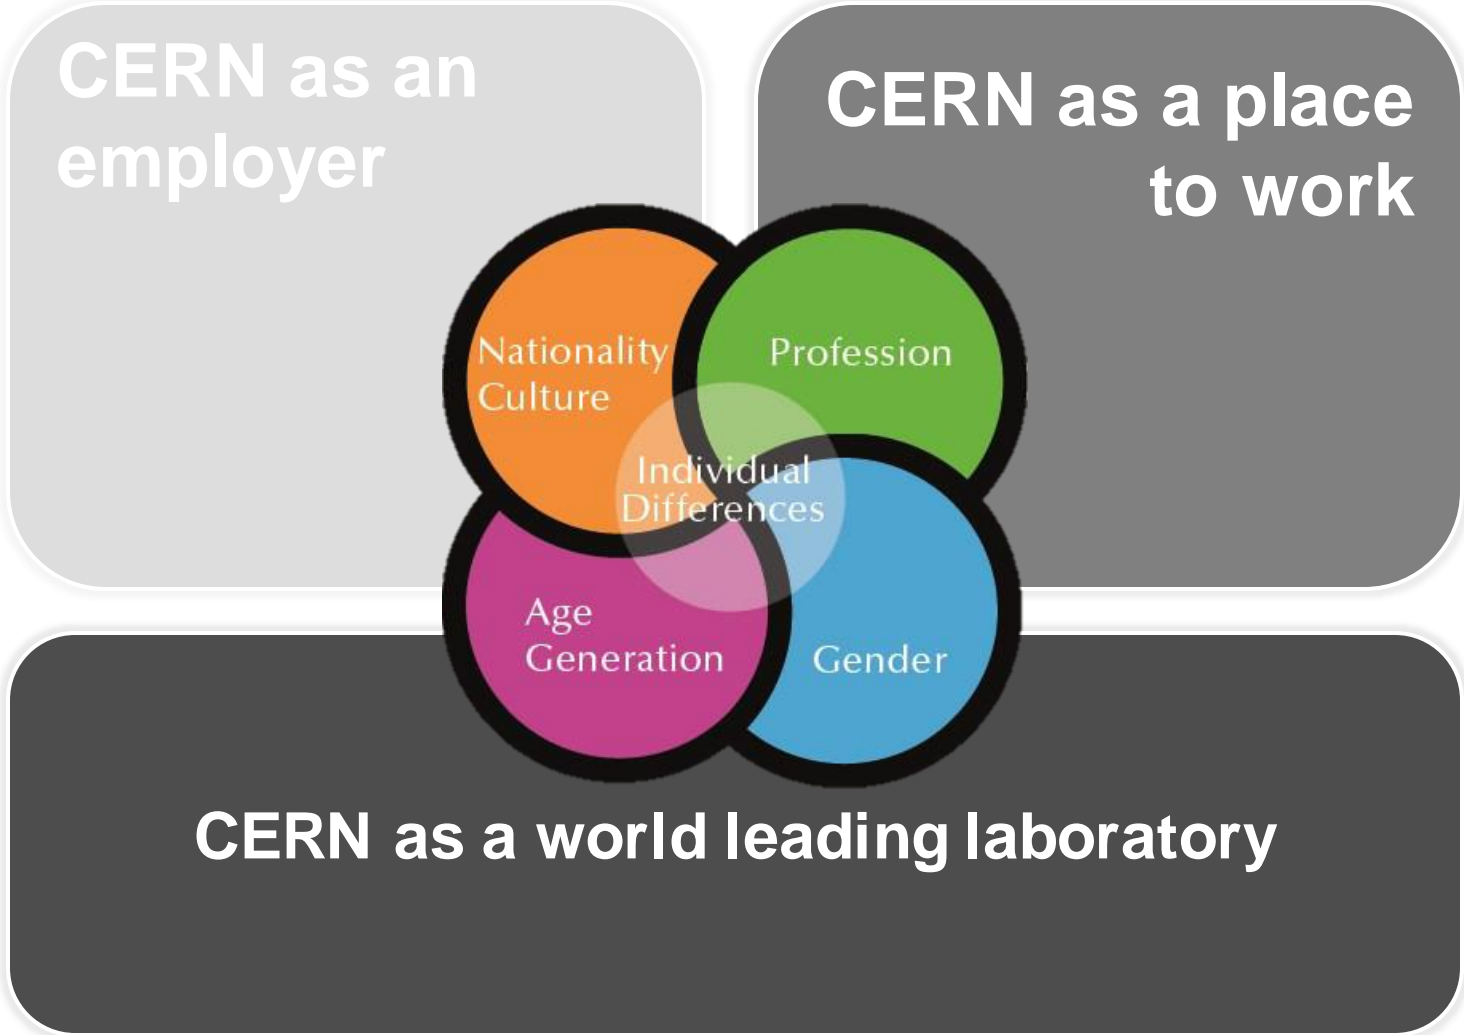 CERN as an
employer
CERN as a place
to work
Nationality
Culture
Profession
Individual
Differences
Age
Generation
Gender
CERN as a world leading laboratory